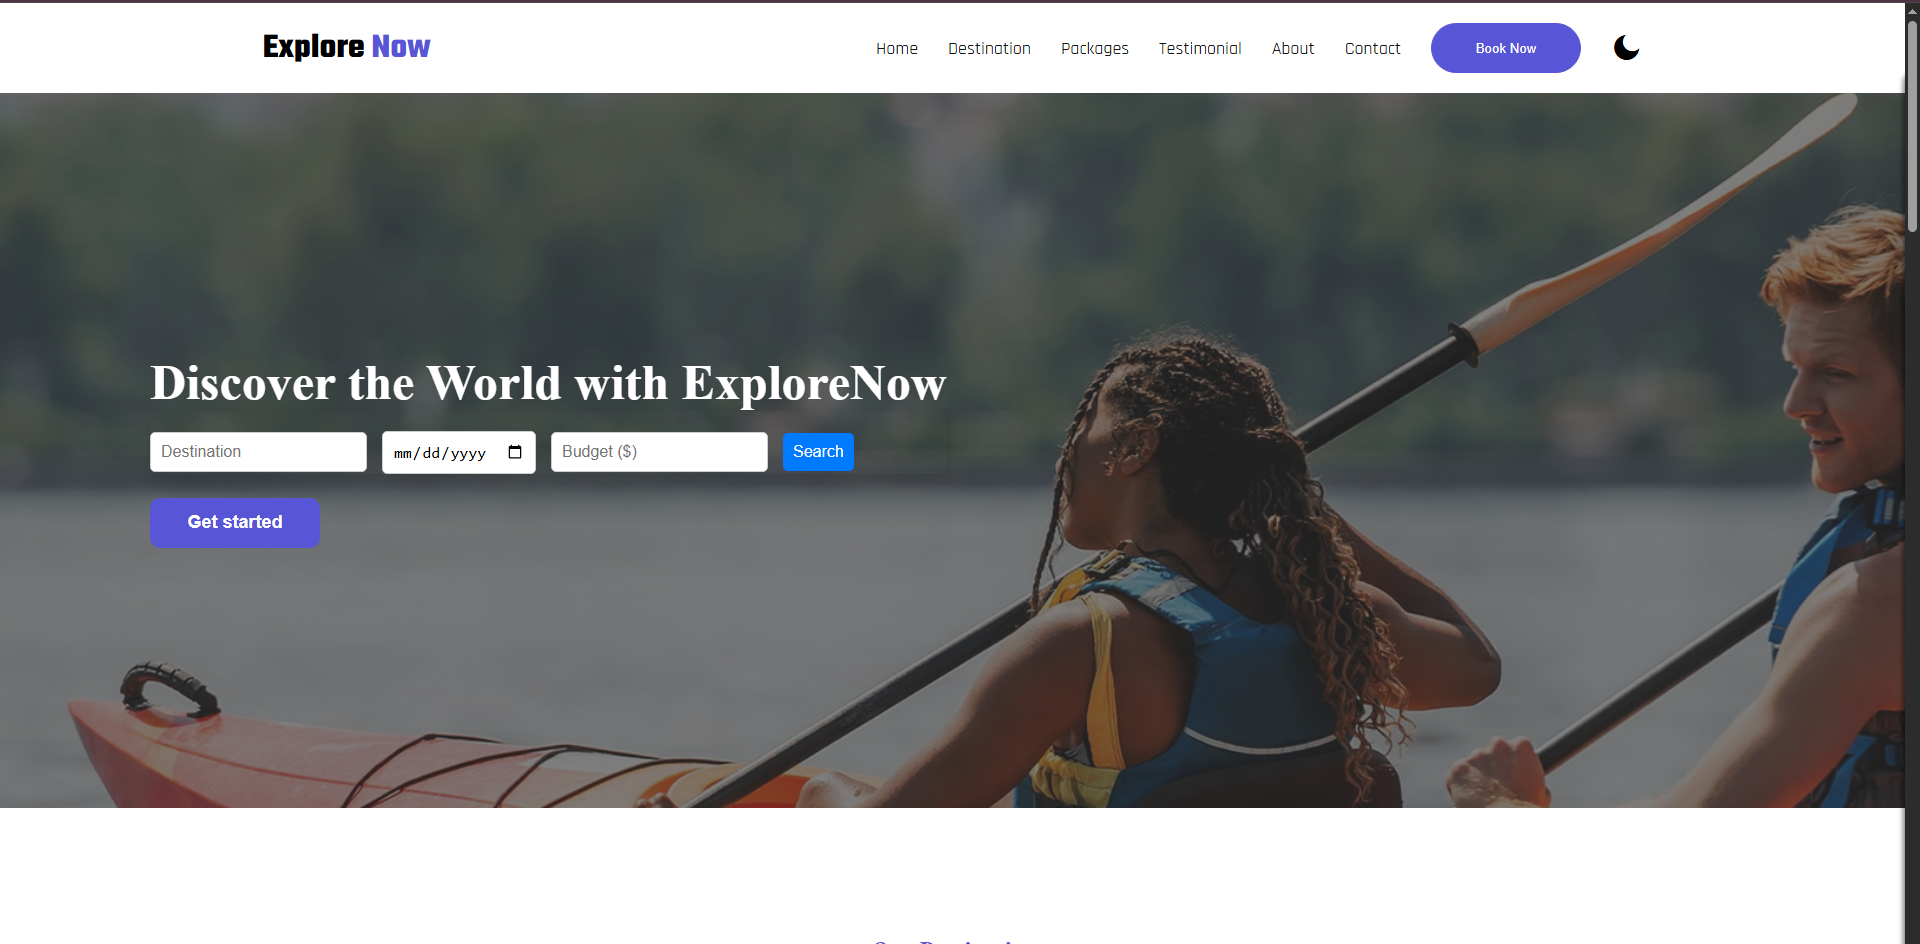 Explore Now
Home Destination Packages Testimonial About Contact Book Now
Discover the World with ExploreNow
Destination mm/dd/yyyy Budget ($) Search
Get started